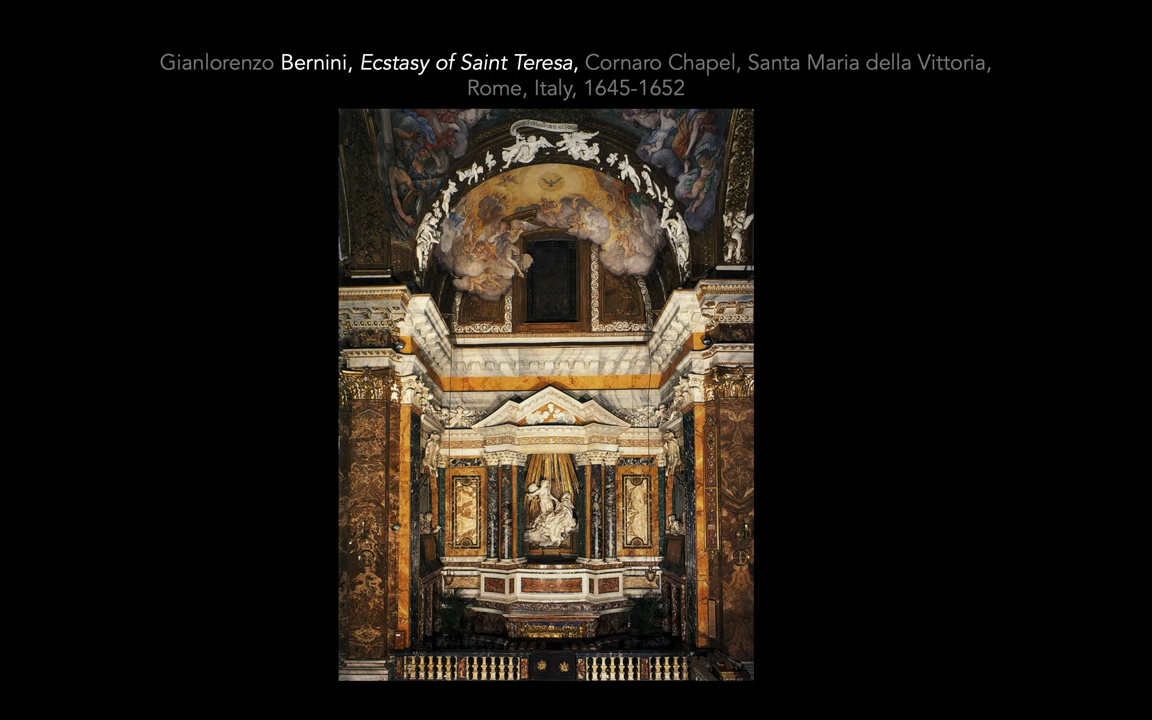 Gianlorenzo Bernini, Ecstasy of Saint Teresa, Cornaro Chapel, Santa Maria della Vittoria,
Rome, Italy, 1645-1652